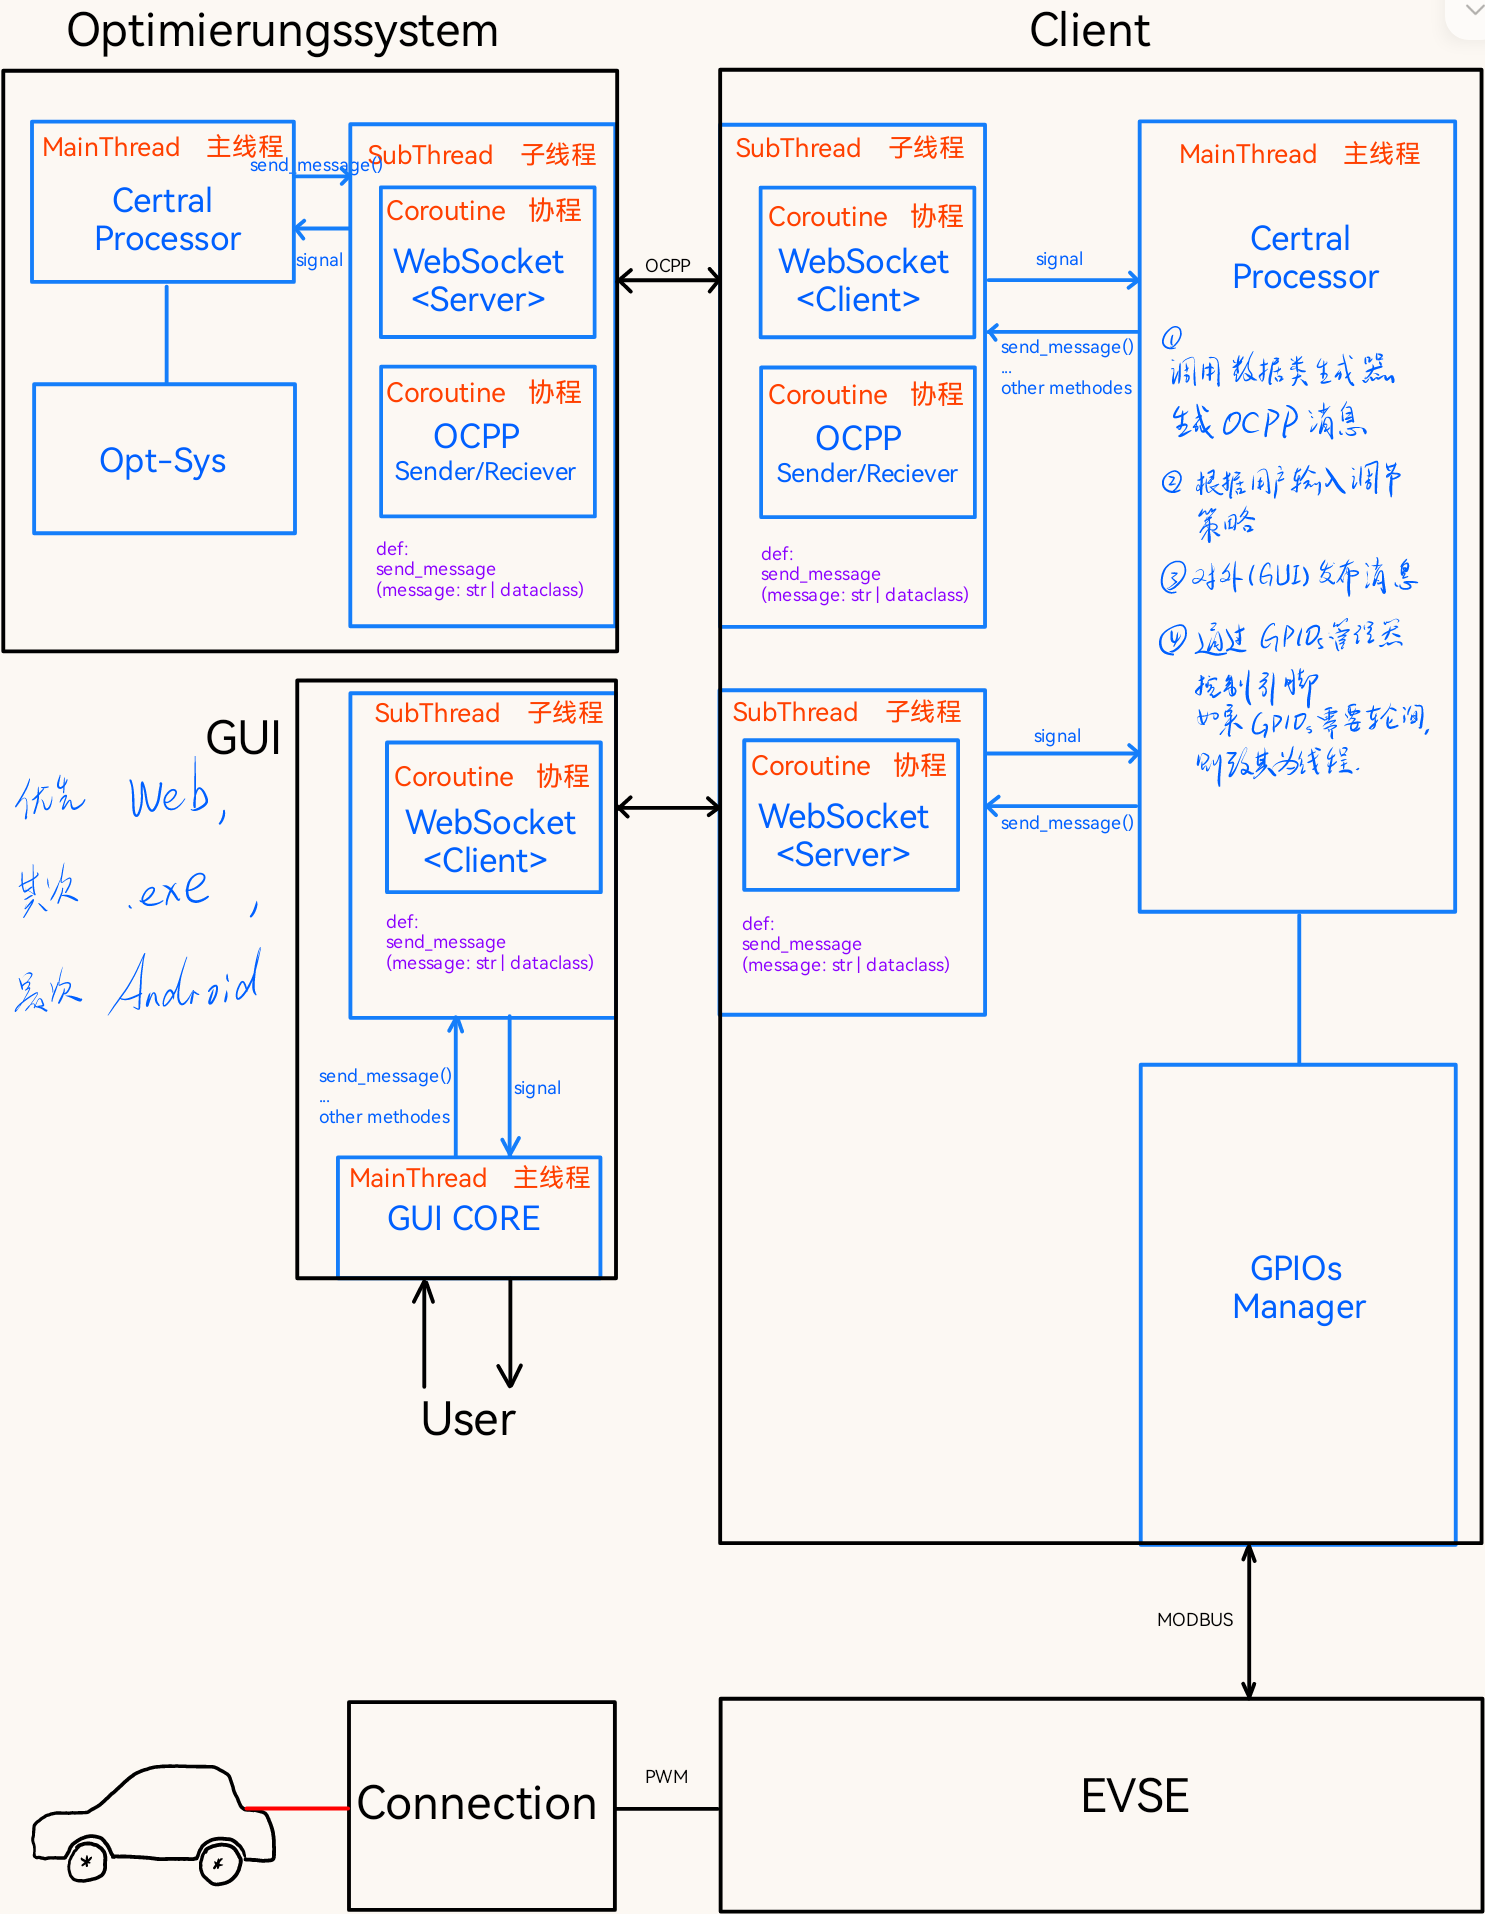 Optimierungssystem
MainThread 主线程
Certral
Processor
send_message()
signal
Opt-Sys
SubThread 子线程
Coroutine 协程
WebSocket
<Server>
Coroutine 协程
OCPP
Sender/Reciever
def:
send_message
(message: str | dataclass)
OCPP
Client
SubThread 子线程
Coroutine 协程
WebSocket
<Client>
Coroutine 协程
OCPP
Sender/Reciever
def:
send_message
(message: str | dataclass)
signal
send_message()
...
other methodes
MainThread 主线程
Certral
Processor
①
调用数据类生成器
生成OCPP消息
② 根据用户输入调节
策略
③对外(GUI)发布消息
④通过GPIOs管理器
控制引脚
如果GPIOs需要轮询,
则改其为线程.
GUI
优先 Web,
其次 .exe,
最次 Android
SubThread 子线程
Coroutine 协程
WebSocket
<Client>
def:
send_message
(message: str | dataclass)
send_message()
...
other methodes
signal
MainThread 主线程
GUI CORE
User
SubThread 子线程
Coroutine 协程
WebSocket
<Server>
def:
send_message
(message: str | dataclass)
signal
send_message()
GPIOs
Manager
MODBUS
Connection
PWM
EVSE